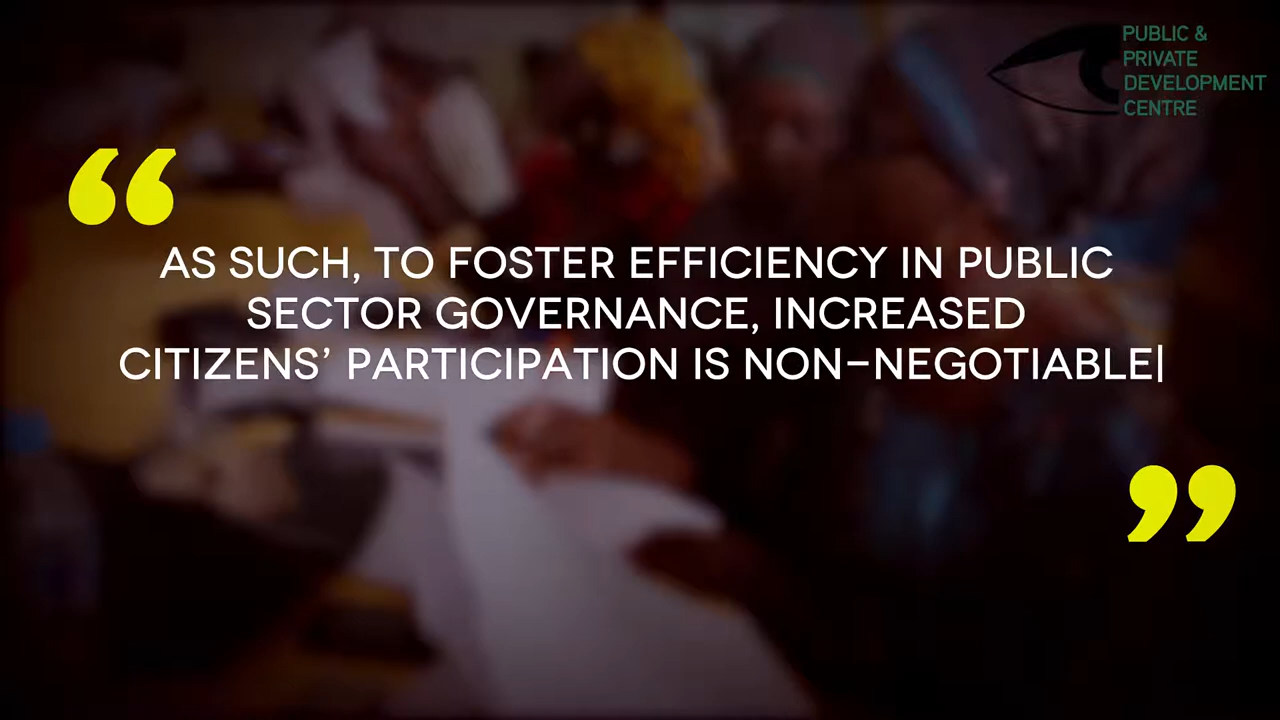 PUBLIC &
PRIVATE
DEVELOPMENT
CENTRE
“
AS SUCH, TO FOSTER EFFICIENCY IN PUBLIC
SECTOR GOVERNANCE, INCREASED
CITIZENS’ PARTICIPATION IS NON-NEGOTIABLE|
”